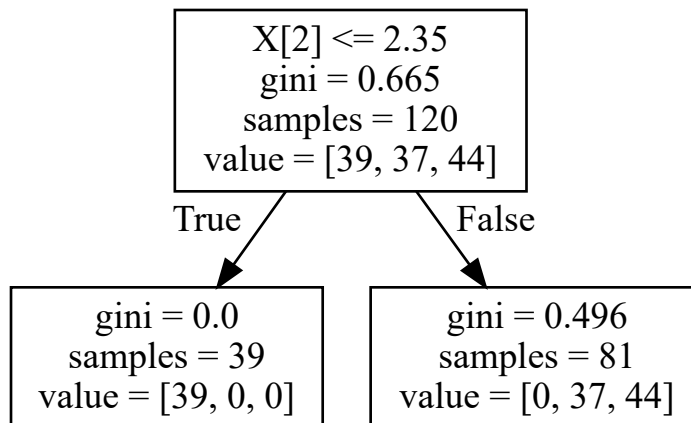 X[2] <= 2.35
gini = 0.665
samples = 120
value = [39, 37, 44]
True
False
gini = 0.0
samples = 39
value = [39, 0, 0]
gini = 0.496
samples = 81
value = [0, 37, 44]